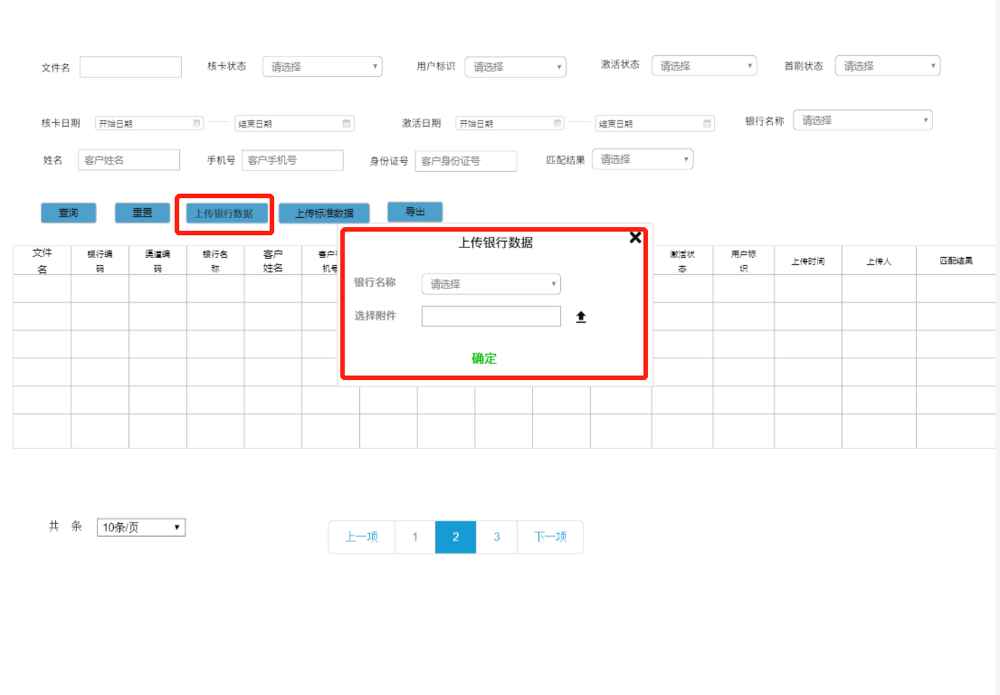 文件名 核卡状态 请选择 用户标识 请选择 激活状态 请选择 首刷状态 请选择
核卡日期 开始日期 结束日期 激活日期 开始日期 结束日期 银行名称 请选择
姓名 客户姓名 手机号 客户手机号 身份证号 客户身份证号 匹配结果 请选择
查询 重置 上传银行数据 上传标准数据 导出
上传银行数据
银行名称 请选择
选择附件
确定
文件名 银行编码 渠道编码 银行名称 客户姓名 客户 机号 激活状态 用户标识 上传时间 上传人 匹配结果
共 条 10条/页 上一项 1 2 3 下一项